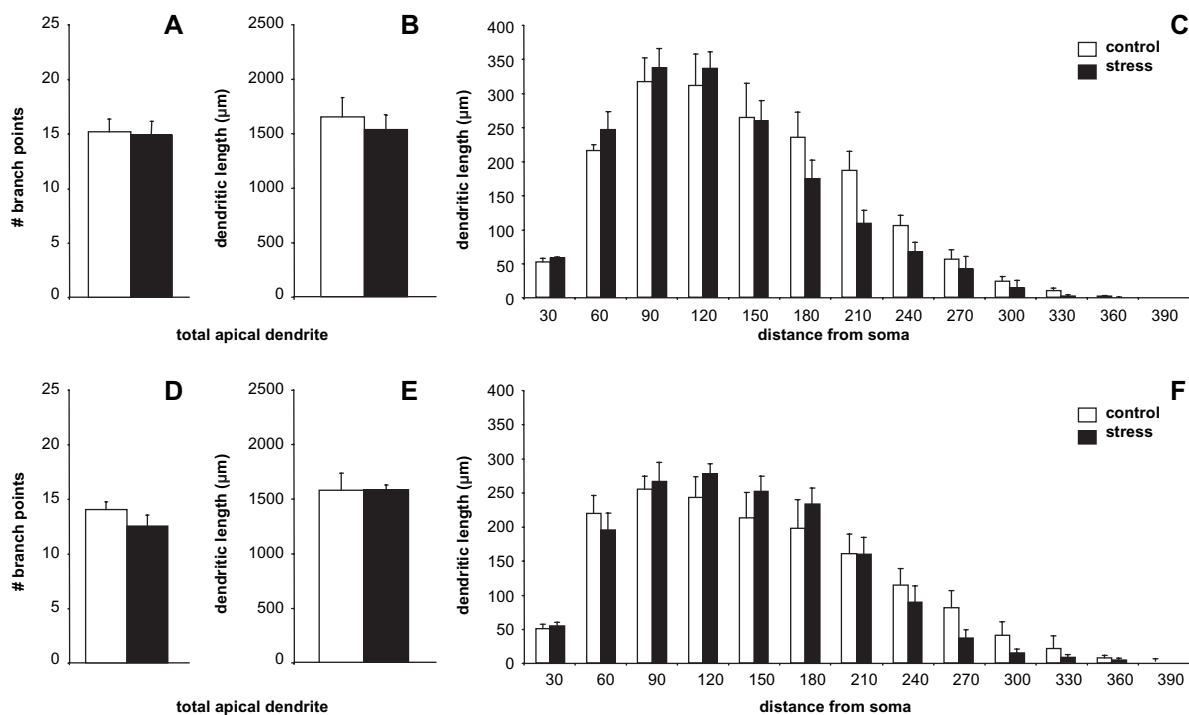 A
25
20
15
10
5
0
# branch points
B
2500
2000
1500
1000
500
0
dendritic length (µm)
total apical dendrite
C
400
350
300
250
200
150
100
50
0
dendritic length (µm)
control
stress
30 60 90 120 150 180 210 240 270 300 330 360 390
distance from soma
D
25
20
15
10
5
0
# branch points
E
2500
2000
1500
1000
500
0
dendritic length (µm)
total apical dendrite
F
400
350
300
250
200
150
100
50
0
dendritic length (µm)
control
stress
30 60 90 120 150 180 210 240 270 300 330 360 390
distance from soma